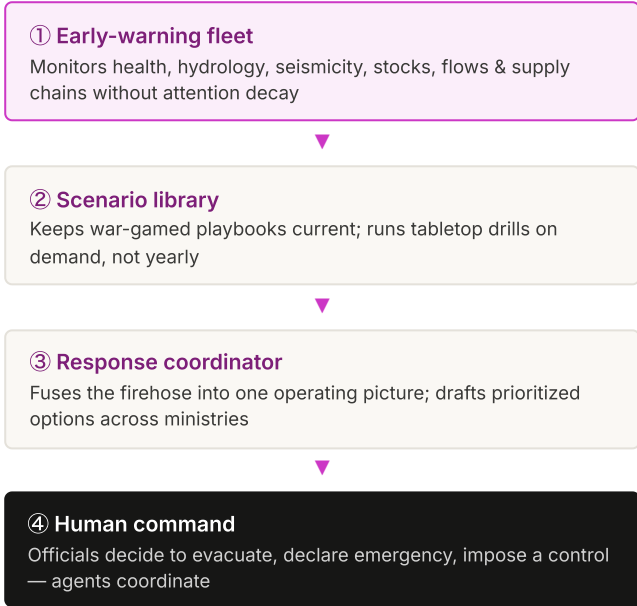 ① Early-warning fleet
Monitors health, hydrology, seismicity, stocks, flows & supply
chains without attention decay
② Scenario library
Keeps war-gamed playbooks current; runs tabletop drills on
demand, not yearly
③ Response coordinator
Fuses the firehose into one operating picture; drafts prioritized
options across ministries
④ Human command
Officials decide to evacuate, declare emergency, impose a control
— agents coordinate